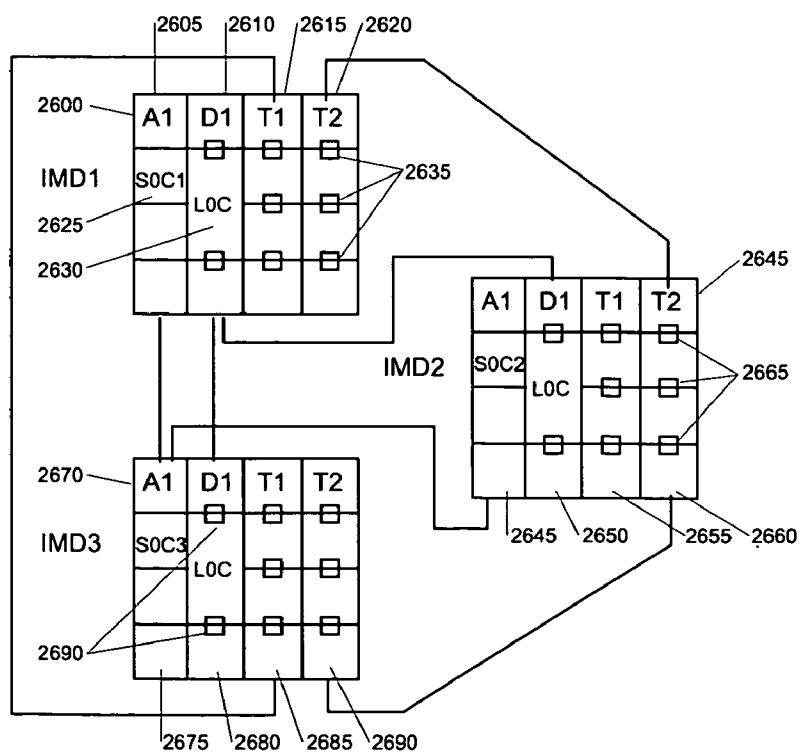 2605 2610 2615 2620
2600 A1 D1 T1 T2
IMD1 S0C1 2635
2625 L0C
2630
2645
A1 D1 T1 T2
IMD2 S0C2 2665
L0C
2670 A1 D1 T1 T2
2645 2650 2655 2660
IMD3 S0C3
L0C
2690
2675 2680 2685 2690